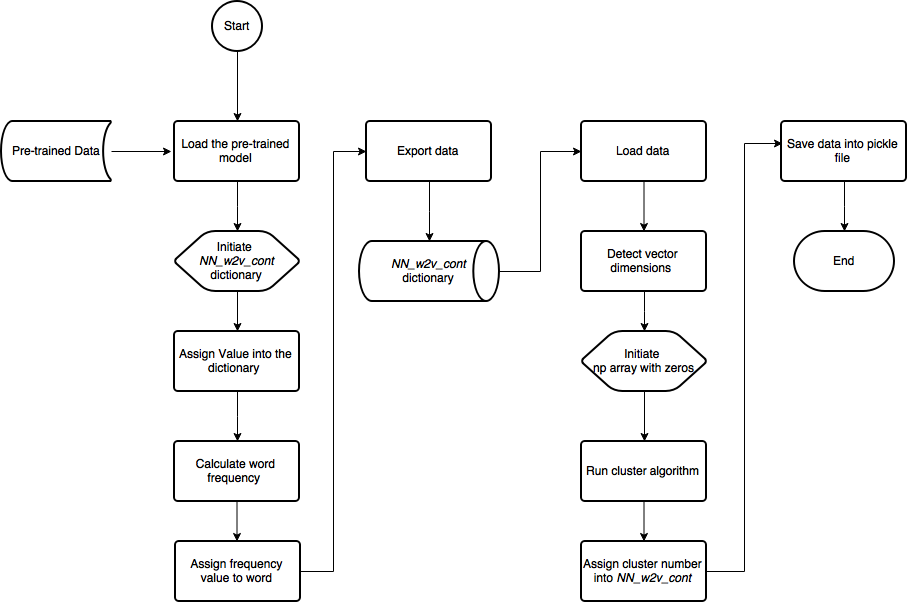 Start
Pre-trained Data
Load the pre-trained
model
Initiate
NN_w2v_cont
dictionary
Assign Value into the
dictionary
Calculate word
frequency
Assign frequency
value to word
Export data
NN_w2v_cont
dictionary
Load data
Detect vector
dimensions
Initiate
np array with zeros
Run cluster algorithm
Assign cluster number
into NN_w2v_cont
Save data into pickle
file
End